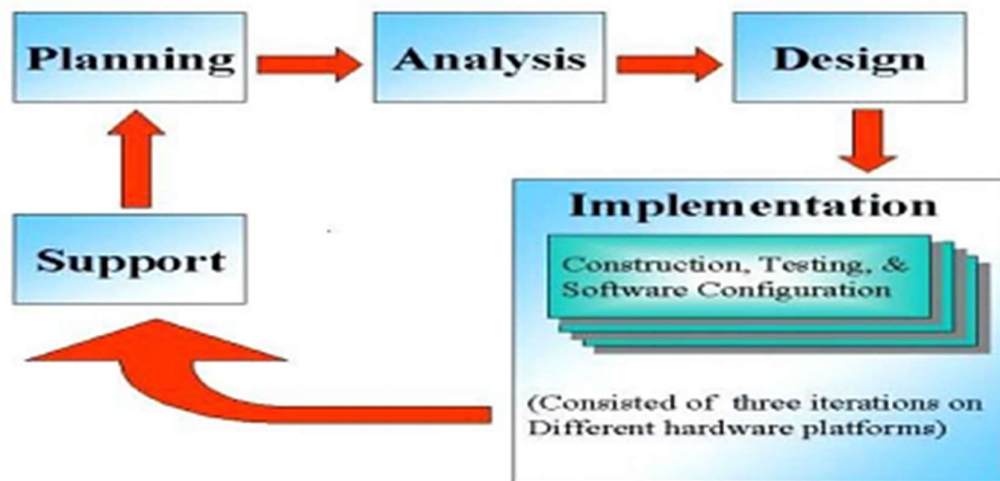 Planning
Analysis
Design
Implementation
Construction, Testing, &
Software Configuration
(Consisted of three iterations on
Different hardware platforms)
Support